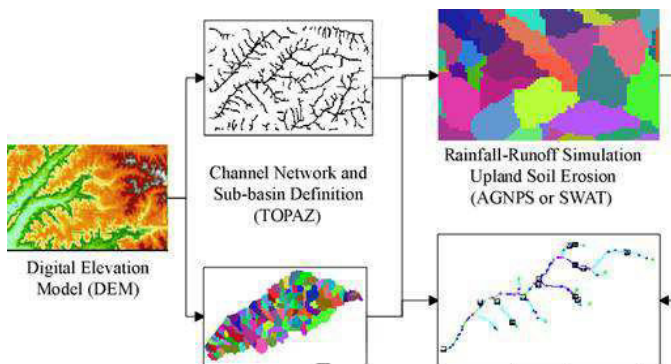 Channel Network and
Sub-basin Definition
(TOPAZ)
Rainfall-Runoff Simulation
Upland Soil Erosion
(AGNPS or SWAT)
Digital Elevation
Model (DEM)